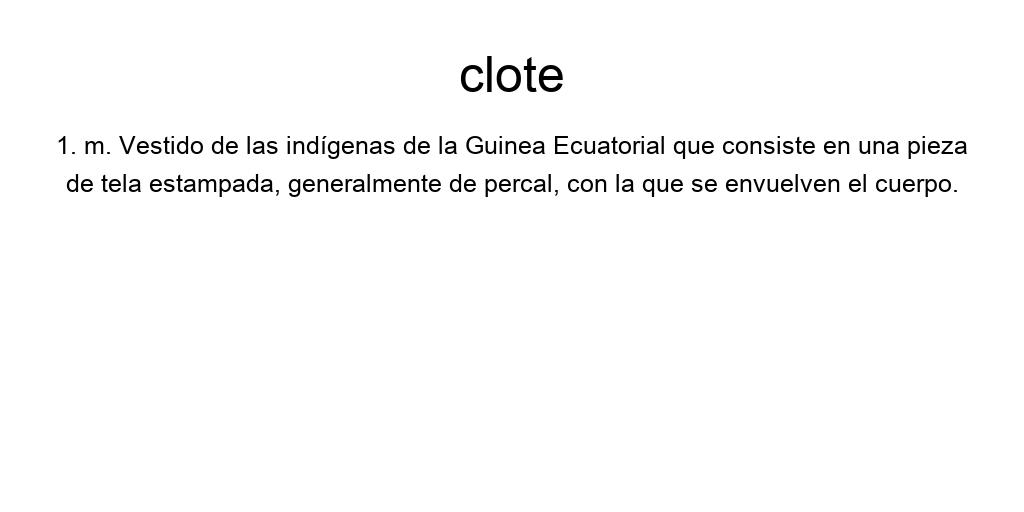 clote
1. m. Vestido de las indígenas de la Guinea Ecuatorial que consiste en una pieza
de tela estampada, generalmente de percal, con la que se envuelven el cuerpo.